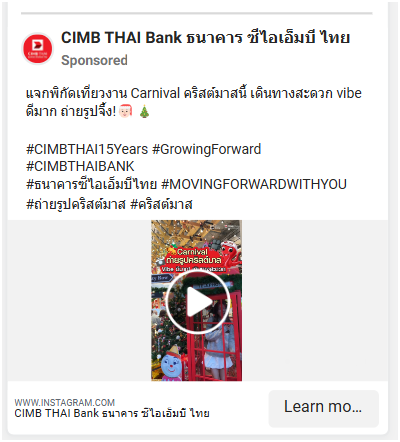 CIMB THAI Bank ธนาคาร ซีไอเอ็มบี ไทย
Sponsored
แจกพิกัดเที่ยวงาน Carnival คริสต์มาสนี้ เดินทางสะดวก vibe
ดีมาก ถ่ายรูปจึ้ง!
#CIMBTHAI15Years #GrowingForward
#CIMBTHAIBANK
#ธนาคารซีไอเอ็มบีไทย #MOVINGFORWARDWITHYOU
#ถ่ายรูปคริสต์มาส #คริสต์มาส
Carnival
ถ่ายรูปคริสต์มาส
Vibe
WWW.INSTAGRAM.COM
CIMB THAI Bank ธนาคาร ซีไอเอ็มบี ไทย
Learn mo...